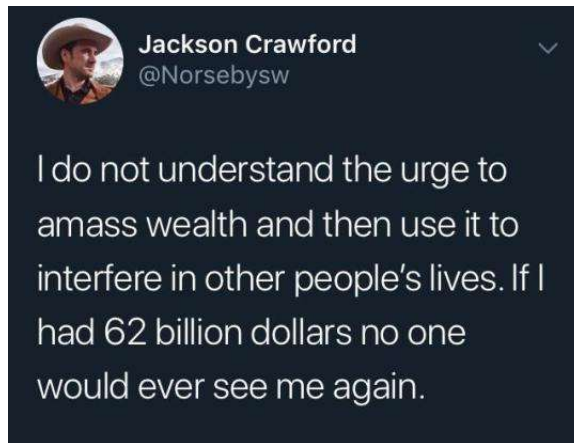 Jackson Crawford
@Norsebysw
I do not understand the urge to
amass wealth and then use it to
interfere in other people's lives. If I
had 62 billion dollars no one
would ever see me again.